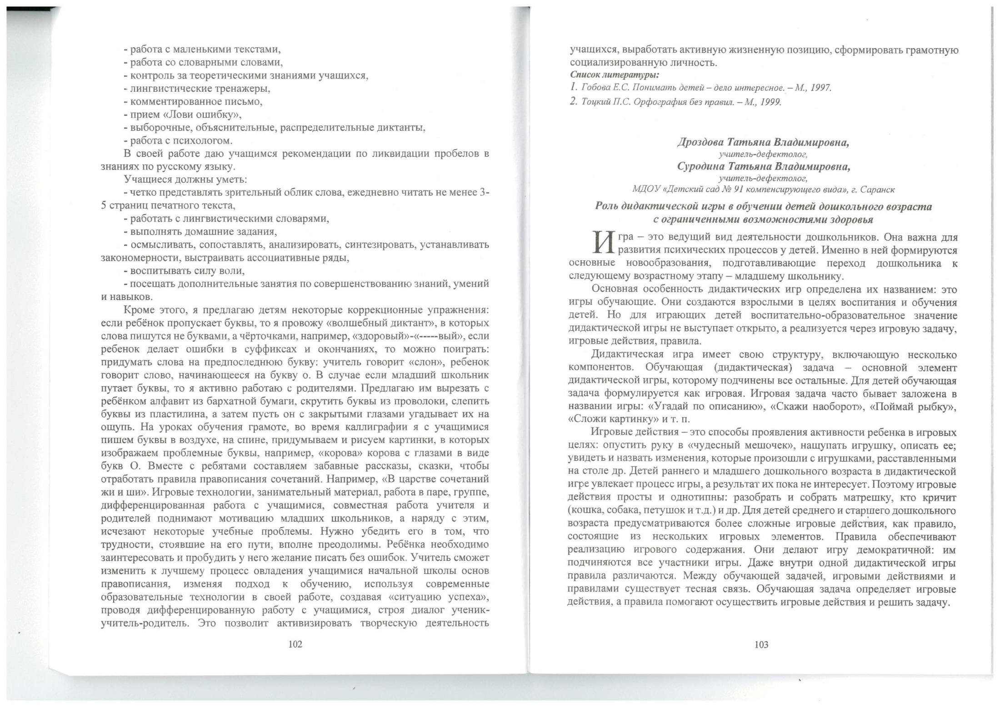 - работа с маленькими текстами,
- работа со словарными словами,
- контроль за теоретическими знаниями учащихся,
- лингвистические тренажеры,
- комментированное письмо,
- прием «Лови ошибку»,
- выборочные, объяснительные, распределительные диктанты,
- работа с психологом.
В своей работе даю учащимся рекомендации по ликвидации пробелов в
знаниях по русскому языку.
Учащиеся должны уметь:
- четко представлять зрительный облик слова, ежедневно читать не менее 3-
5 страниц печатного текста,
- работать с лингвистическими словарями,
- выполнять домашние задания,
- осмысливать, сопоставлять, анализировать, синтезировать, устанавливать
закономерности, выстраивать ассоциативные ряды,
- воспитывать силу воли,
- посещать дополнительные занятия по совершенствованию знаний, умений
и навыков.
Кроме этого, я предлагаю детям некоторые коррекционные упражнения:
если ребёнок пропускает буквы, то я провожу «волшебный диктант», в которых
слова пишутся не буквами, а чёрточками, например, «здоровый»-«-----вый», если
ребенок делает ошибки в суффиксах и окончаниях, то можно поиграть:
придумать слова на предпоследнюю букву: учитель говорит «слон», ребенок
говорит слово, начинающееся на букву о. В случае если младший школьник
путает буквы, то я активно работаю с родителями. Предлагаю им вырезать с
ребёнком алфавит из бархатной бумаги, скрутить буквы из проволоки, слепить
буквы из пластилина, а затем пусть он с закрытыми глазами угадывает их на
ощупь. На уроках обучения грамоте, во время каллиграфии я с учащимися
пишем буквы в воздухе, на спине, придумываем и рисуем картинки, в которых
изображаем проблемные буквы, например, «корова» корова с глазами в виде
букв О. Вместе с ребятами составляем забавные рассказы, сказки, чтобы
отработать правила правописания сочетаний. Например, «В царстве сочетаний
жи и ши». Игровые технологии, занимательный материал, работа в паре, группе,
дифференцированная работа с учащимися, совместная работа учителя и
родителей поднимают мотивацию младших школьников, а наряду с этим,
исчезают некоторые учебные проблемы. Нужно убедить его в том, что
трудности, стоявшие на его пути, вполне преодолимы. Ребёнка необходимо
заинтересовать и пробудить у него желание писать без ошибок. Учитель сможет
изменить к лучшему процесс овладения учащимися начальной школы основ
правописания, изменяя подход к обучению, используя современные
образовательные технологии в своей работе, создавая «ситуацию успеха»,
проводя дифференцированную работу с учащимися, строя диалог ученик-
учитель-родитель. Это позволит активизировать творческую деятельность
102
учащихся, выработать активную жизненную позицию, сформировать грамотную
социализированную личность.
Список литературы:
1. Гобова Е.С. Понимать детей – дело интересное. – М., 1997.
2. Тоцкий П.С. Орфография без правил. – М., 1999.
Дроздова Татьяна Владимировна,
учитель-дефектолог,
Суродина Татьяна Владимировна,
учитель-дефектолог,
МДОУ «Детский сад № 91 компенсирующего вида», г. Саранск
Роль дидактической игры в обучении детей дошкольного возраста
с ограниченными возможностями здоровья
Игра – это ведущий вид деятельности дошкольников. Она важна для
развития психических процессов у детей. Именно в ней формируются
основные новообразования, подготавливающие переход дошкольника к
следующему возрастному этапу – младшему школьнику.
Основная особенность дидактических игр определена их названием: это
игры обучающие. Они создаются взрослыми в целях воспитания и обучения
детей. Но для играющих детей воспитательно-образовательное значение
дидактической игры не выступает открыто, а реализуется через игровую задачу,
игровые действия, правила.
Дидактическая игра имеет свою структуру, включающую несколько
компонентов. Обучающая (дидактическая) задача – основной элемент
дидактической игры, которому подчинены все остальные. Для детей обучающая
задача формулируется как игровая. Игровая задача часто бывает заложена в
названии игры: «Угадай по описанию», «Скажи наоборот», «Поймай рыбку»,
«Сложи картинку» и т. п.
Игровые действия – это способы проявления активности ребенка в игровых
целях: опустить руку в «чудесный мешочек», нащупать игрушку, описать ее;
увидеть и назвать изменения, которые произошли с игрушками, расставленными
на столе др. Детей раннего и младшего дошкольного возраста в дидактической
игре увлекает процесс игры, а результат их пока не интересует. Поэтому игровые
действия просты и однотипны: разобрать и собрать матрешку, кто кричит
(кошка, собака, петушок и т.д.) и др. Для детей среднего и старшего дошкольного
возраста предусматриваются более сложные игровые действия, как правило,
состоящие из нескольких игровых элементов. Правила обеспечивают
реализацию игрового содержания. Они делают игру демократичной: им
подчиняются все участники игры. Даже внутри одной дидактической игры
правила различаются. Между обучающей задачей, игровыми действиями и
правилами существует тесная связь. Обучающая задача определяет игровые
действия, а правила помогают осуществить игровые действия и решить задачу.
103